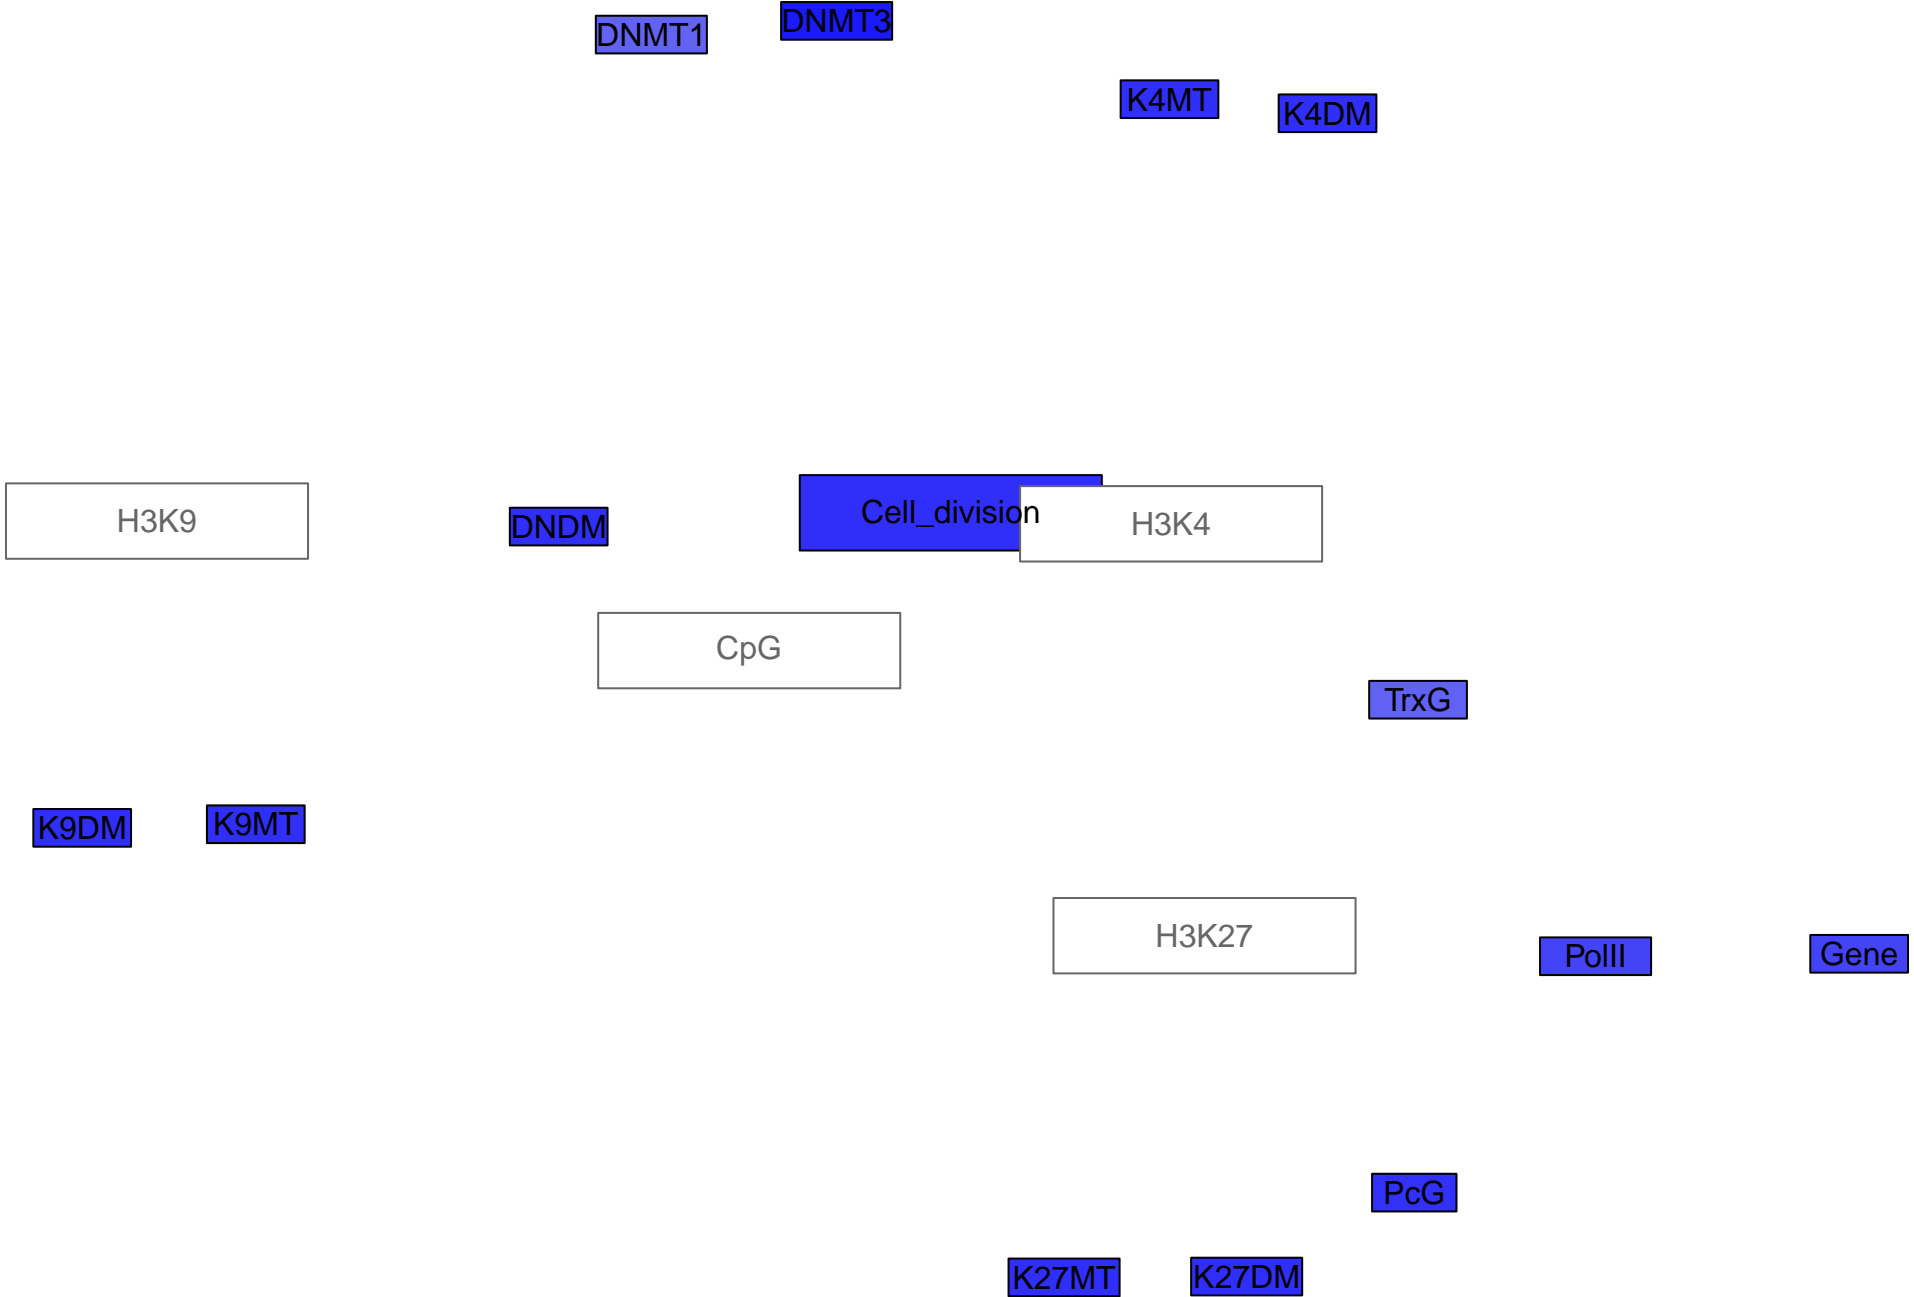 DNMT1
DNMT3
K4MT
K4DM
H3K9
DNDM
Cell_division
H3K4
CpG
TrxG
K9DM
K9MT
H3K27
PolII
Gene
PcG
K27MT
K27DM